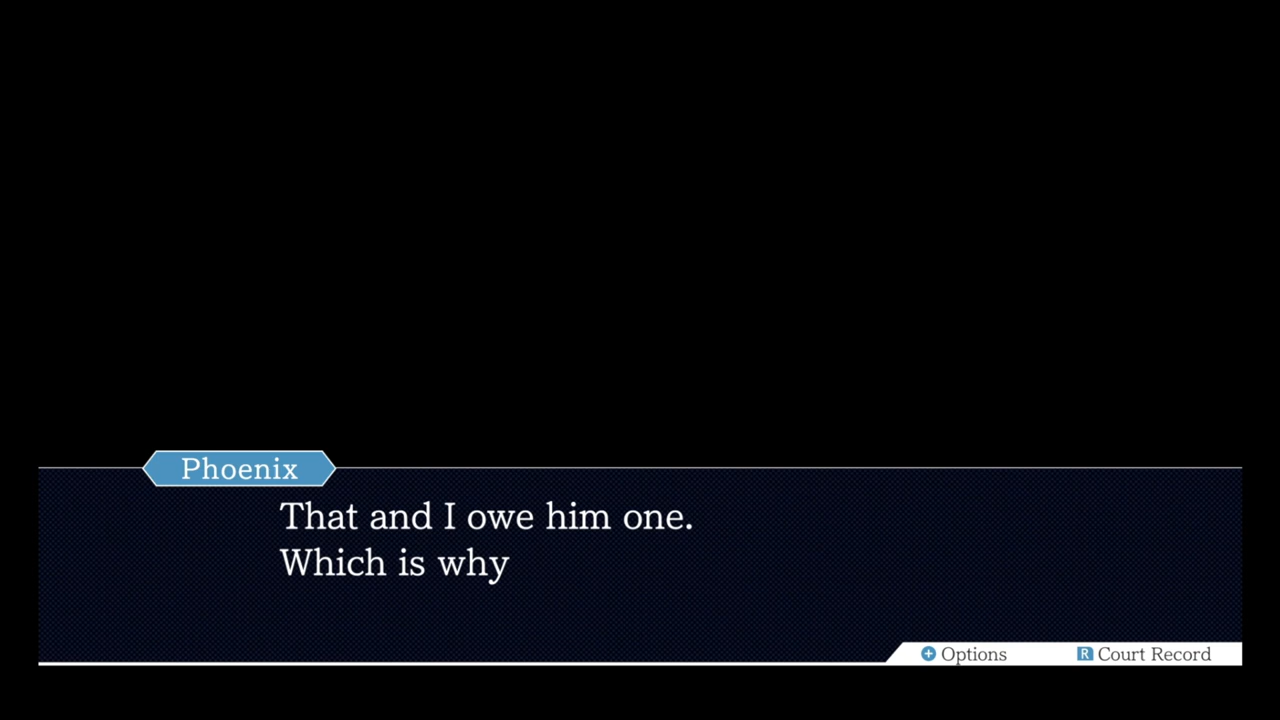 Phoenix
That and I owe him one.
Which is why
+ Options
R Court Record